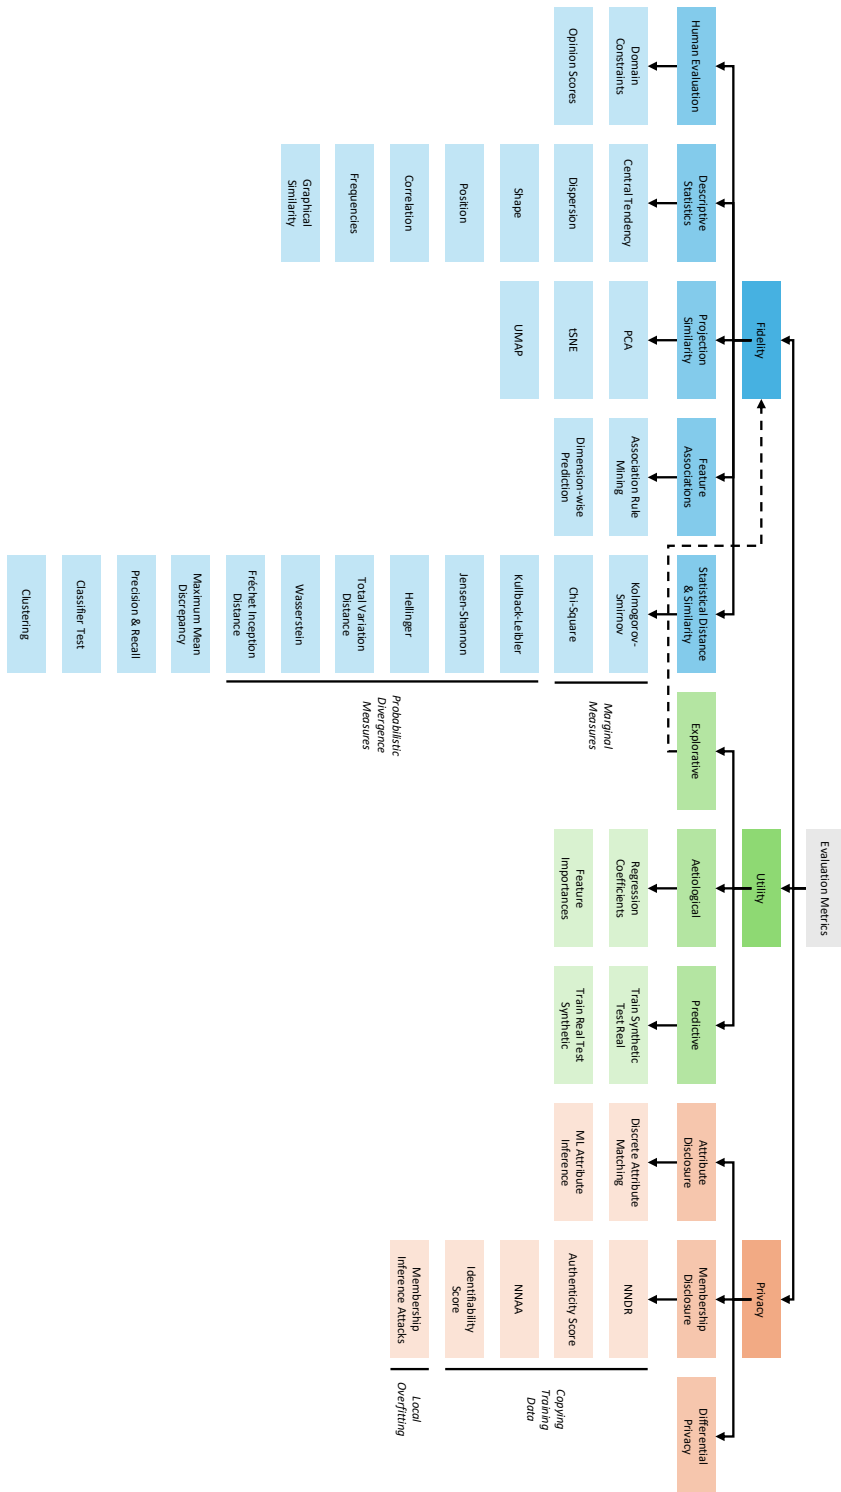 Evaluation Metrics
Fidelity
Utility
Privacy
Human Evaluation
Descriptive
Statistics
Projection
Similarity
Feature
Associations
Statistical Distance
& Similarity
Explorative
Aetiological
Predictive
Attribute
Disclosure
Membership
Disclosure
Differential
Privacy
Domain
Constraints
Opinion Scores
Central Tendency
Dispersion
Shape
Position
Correlation
Frequencies
Graphical
Similarity
PCA
tSNE
UMAP
Association Rule
Mining
Dimension-wise
Prediction
Kolmogorov-
Smirnov
Chi-Square
Marginal
Measures
Kullback-Leibler
Jensen-Shannon
Hellinger
Total Variation
Distance
Wasserstein
Fréchet Inception
Distance
Probabilistic
Divergence
Measures
Maximum Mean
Discrepancy
Precision & Recall
Classifier Test
Clustering
Regression
Coefficients
Feature
Importances
Train Synthetic
Test Real
Train Real Test
Synthetic
Discrete Attribute
Matching
ML Attribute
Inference
NNDR
Authenticity Score
NNAA
Identifiability
Score
Copying
Training
Data
Membership
Inference Attacks
Local
Overfitting